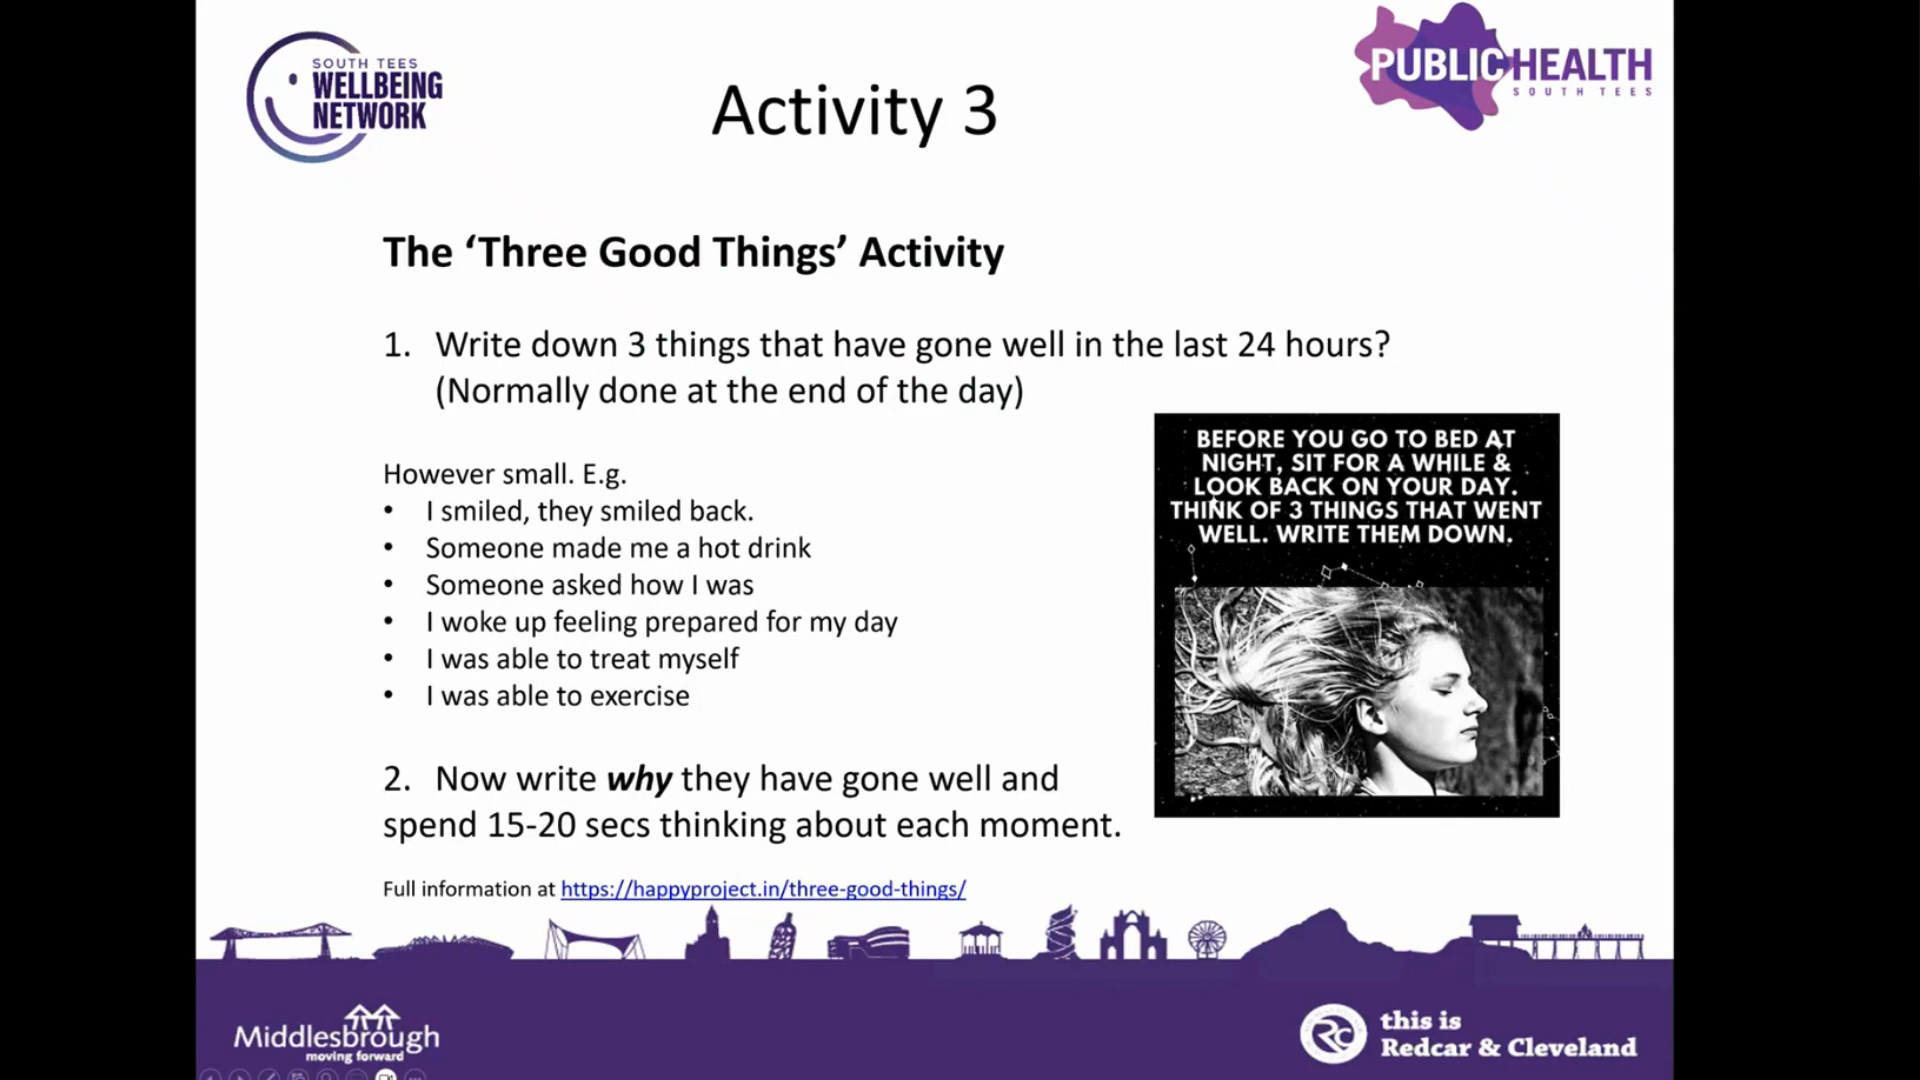 SOUTH TEES
WELLBEING
NETWORK
PUBLICHEALTH
SOUTH TEES
Activity 3
The ‘Three Good Things’ Activity
1. Write down 3 things that have gone well in the last 24 hours?
(Normally done at the end of the day)
However small. E.g.
• I smiled, they smiled back.
• Someone made me a hot drink
• Someone asked how I was
• I woke up feeling prepared for my day
• I was able to treat myself
• I was able to exercise
BEFORE YOU GO TO BED AT
NIGHT, SIT FOR A WHILE &
LOOK BACK ON YOUR DAY.
THINK OF 3 THINGS THAT WENT
WELL. WRITE THEM DOWN.
2. Now write why they have gone well and
spend 15-20 secs thinking about each moment.
Full information at https://happyproject.in/three-good-things/
Middlesbrough
moving forward
RC
this is
Redcar & Cleveland